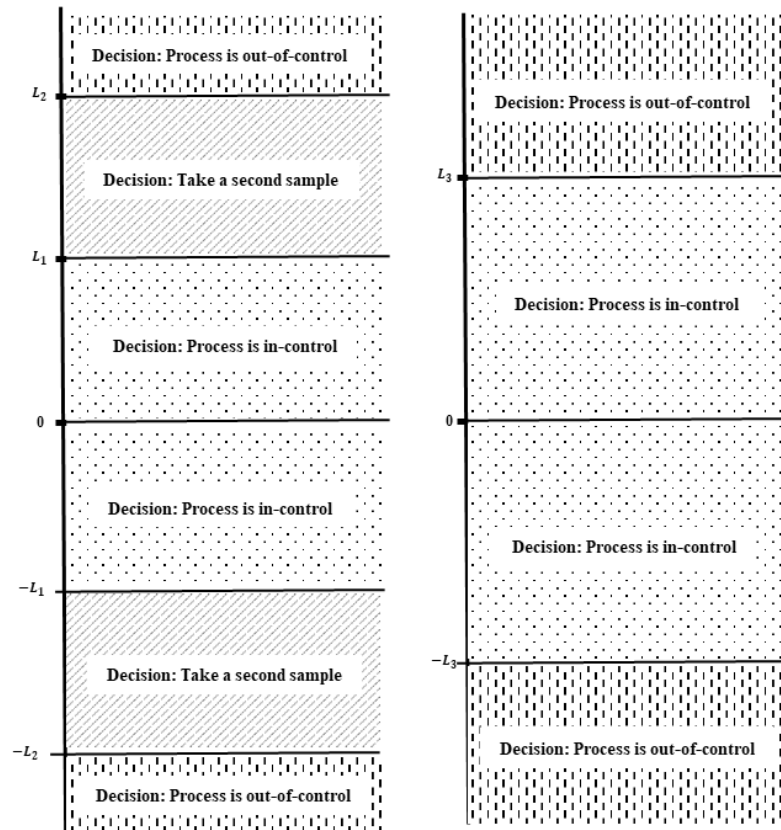 Decision: Process is out-of-control
L₂
Decision: Take a second sample
L₁
Decision: Process is in-control
0
Decision: Process is in-control
−L₁
Decision: Take a second sample
−L₂
Decision: Process is out-of-control
Decision: Process is out-of-control
L₃
Decision: Process is in-control
0
Decision: Process is in-control
−L₃
Decision: Process is out-of-control